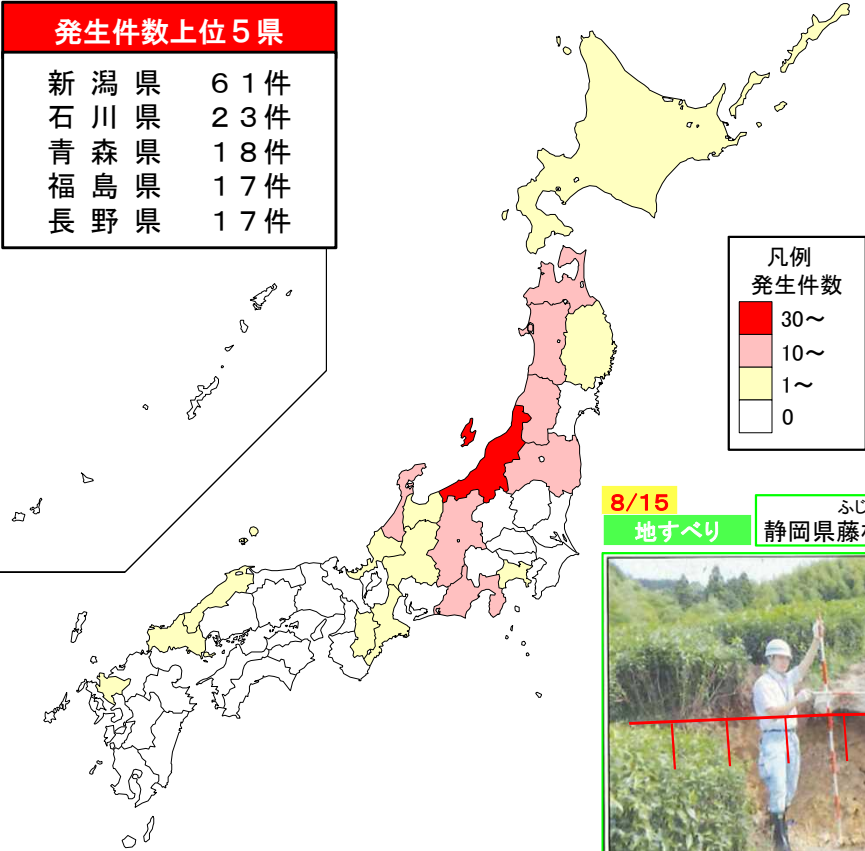 発生件数上位５県
新潟県 ６１件
石川県 ２３件
青森県 １８件
福島県 １７件
長野県 １７件
凡例
発生件数
30～
10～
1～
0
8/15
地すべり
ふじ
静岡県藤